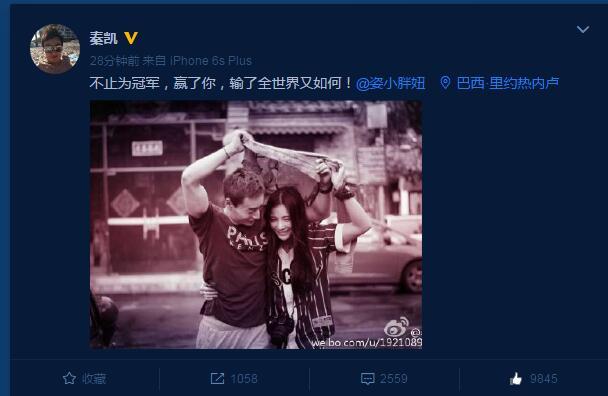 秦凯
28分钟前 来自 iPhone 6s Plus
不止为冠军，赢了你，输了全世界又如何！@姿小胖妞 巴西·里约热内卢
PARIS
weibo.com/u/1921089
收藏 1058 2559 9845